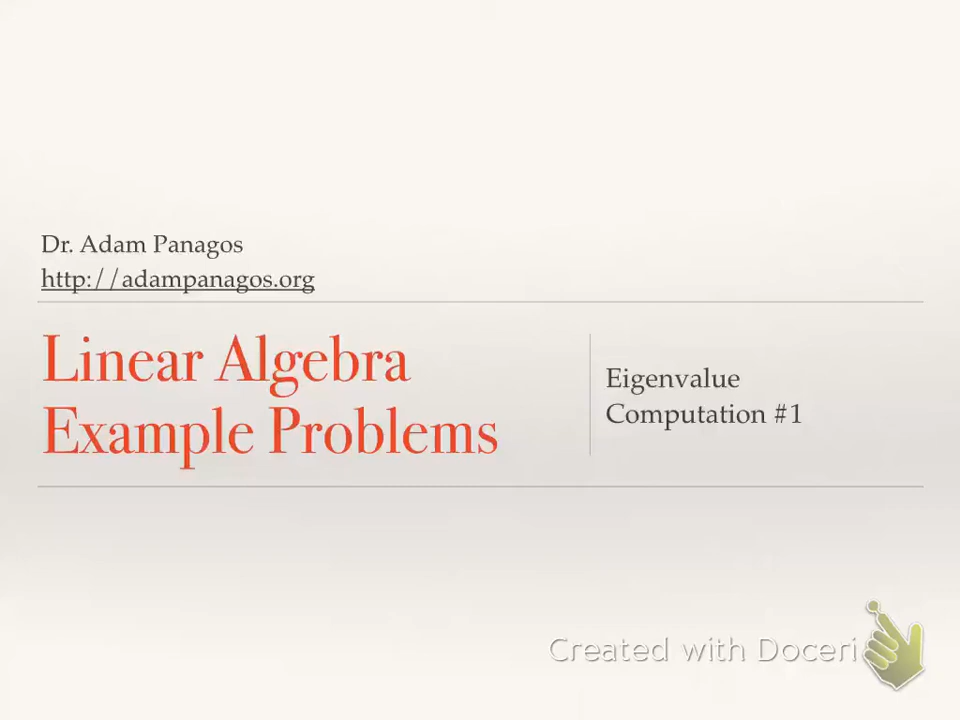 Dr. Adam Panagos
http://adampanagos.org
Linear Algebra
Example Problems
Eigenvalue
Computation #1
Created with Doceri